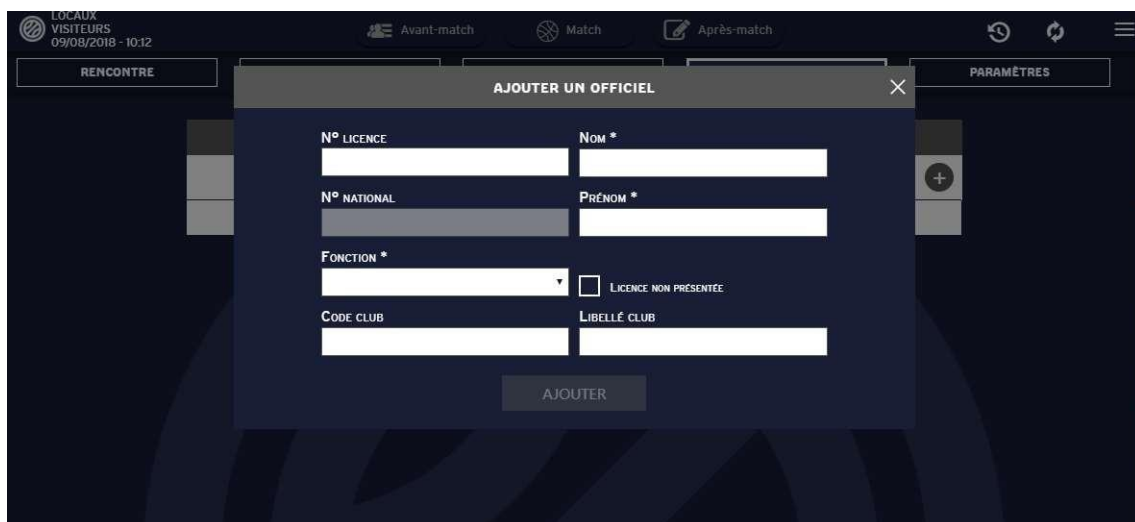 LOCAUX
VISITEURS
09/08/2018 - 10:12
Avant-match
Match
Après-match
RENCONTRE
PARAMÈTRES
AJOUTER UN OFFICIEL
N° LICENCE
NOM *
N° NATIONAL
PRÉNOM *
FONCTION *
LICENCE NON PRÉSENTÉE
CODE CLUB
LIBELLÉ CLUB
AJOUTER